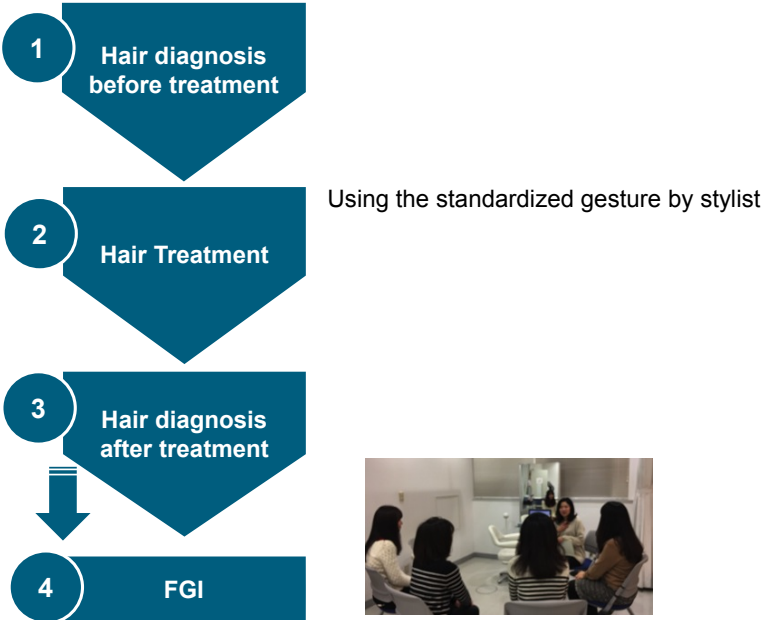 1
Hair diagnosis
before treatment
Using the standardized gesture by stylist
2
Hair Treatment
3
Hair diagnosis
after treatment
4
FGI